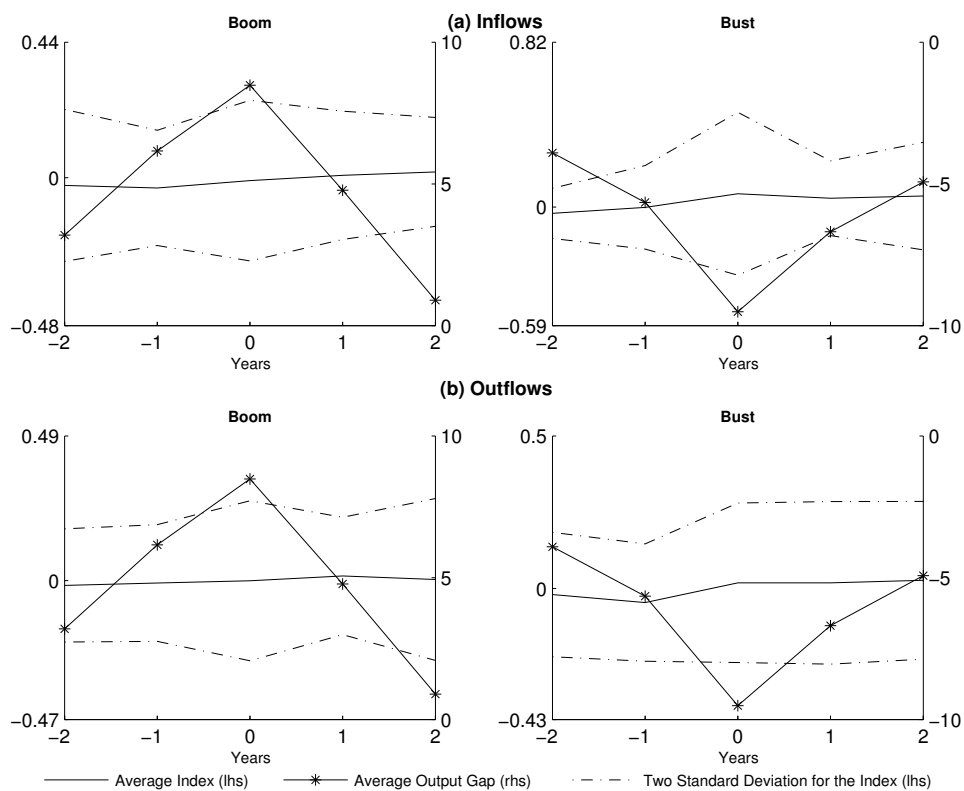 (a) Inflows
Boom
Bust
0.44
0
−0.48
10
5
0
−2 −1 0 1 2
Years
0.82
0
−0.59
0
−5
−10
−2 −1 0 1 2
Years
(b) Outflows
Boom
Bust
0.49
0
−0.47
10
5
0
−2 −1 0 1 2
Years
0.5
0
−0.43
0
−5
−10
−2 −1 0 1 2
Years
Average Index (lhs)
Average Output Gap (rhs)
Two Standard Deviation for the Index (lhs)